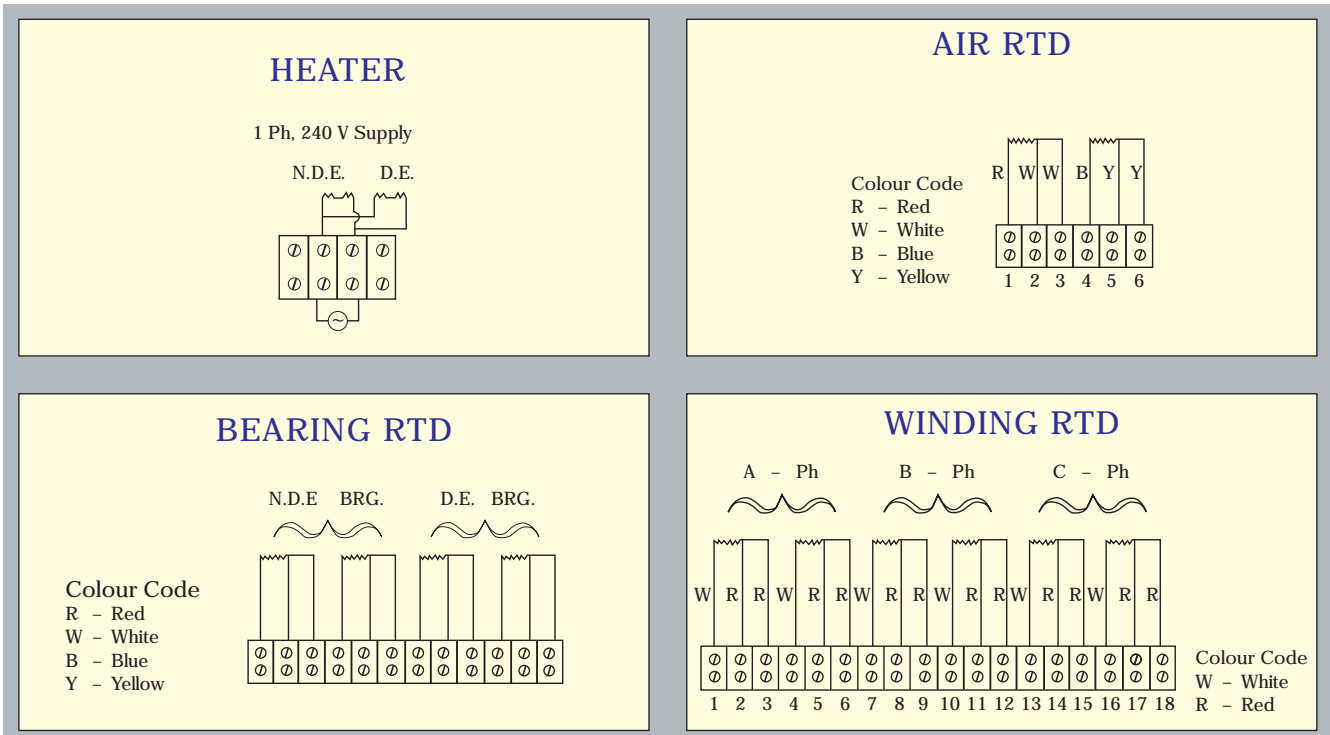 HEATER
1 Ph, 240 V Supply
N.D.E. D.E.
~
AIR RTD
R W W B Y Y
Colour Code
R – Red
W – White
B – Blue
Y – Yellow
1 2 3 4 5 6
BEARING RTD
N.D.E BRG. D.E. BRG.
Colour Code
R – Red
W – White
B – Blue
Y – Yellow
WINDING RTD
A – Ph B – Ph C – Ph
W R R W R R W R R W R R W R R W R R
Colour Code
W – White
R – Red
1 2 3 4 5 6 7 8 9 10 11 12 13 14 15 16 17 18